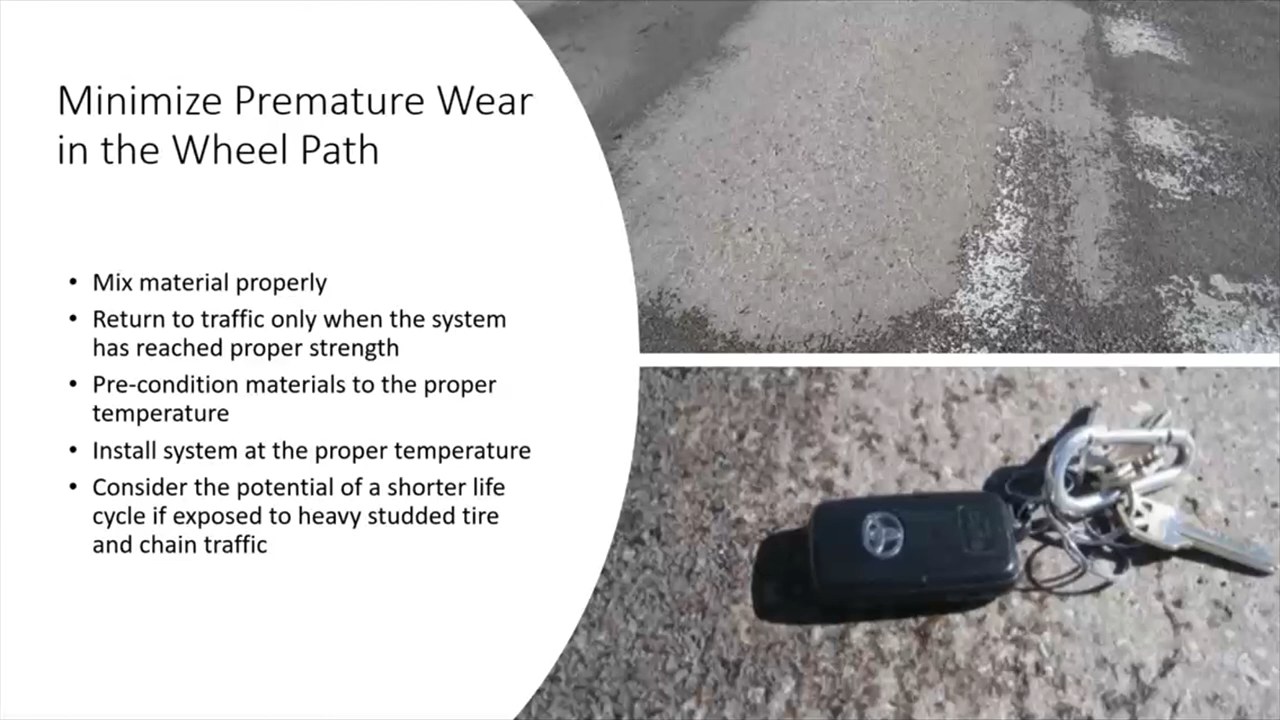 Minimize Premature Wear
in the Wheel Path
• Mix material properly
• Return to traffic only when the system
has reached proper strength
• Pre-condition materials to the proper
temperature
• Install system at the proper temperature
• Consider the potential of a shorter life
cycle if exposed to heavy studded tire
and chain traffic